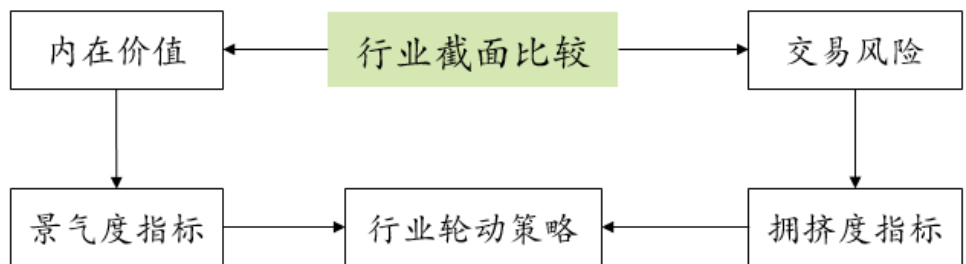 内在价值
行业截面比较
交易风险
景气度指标
行业轮动策略
拥挤度指标